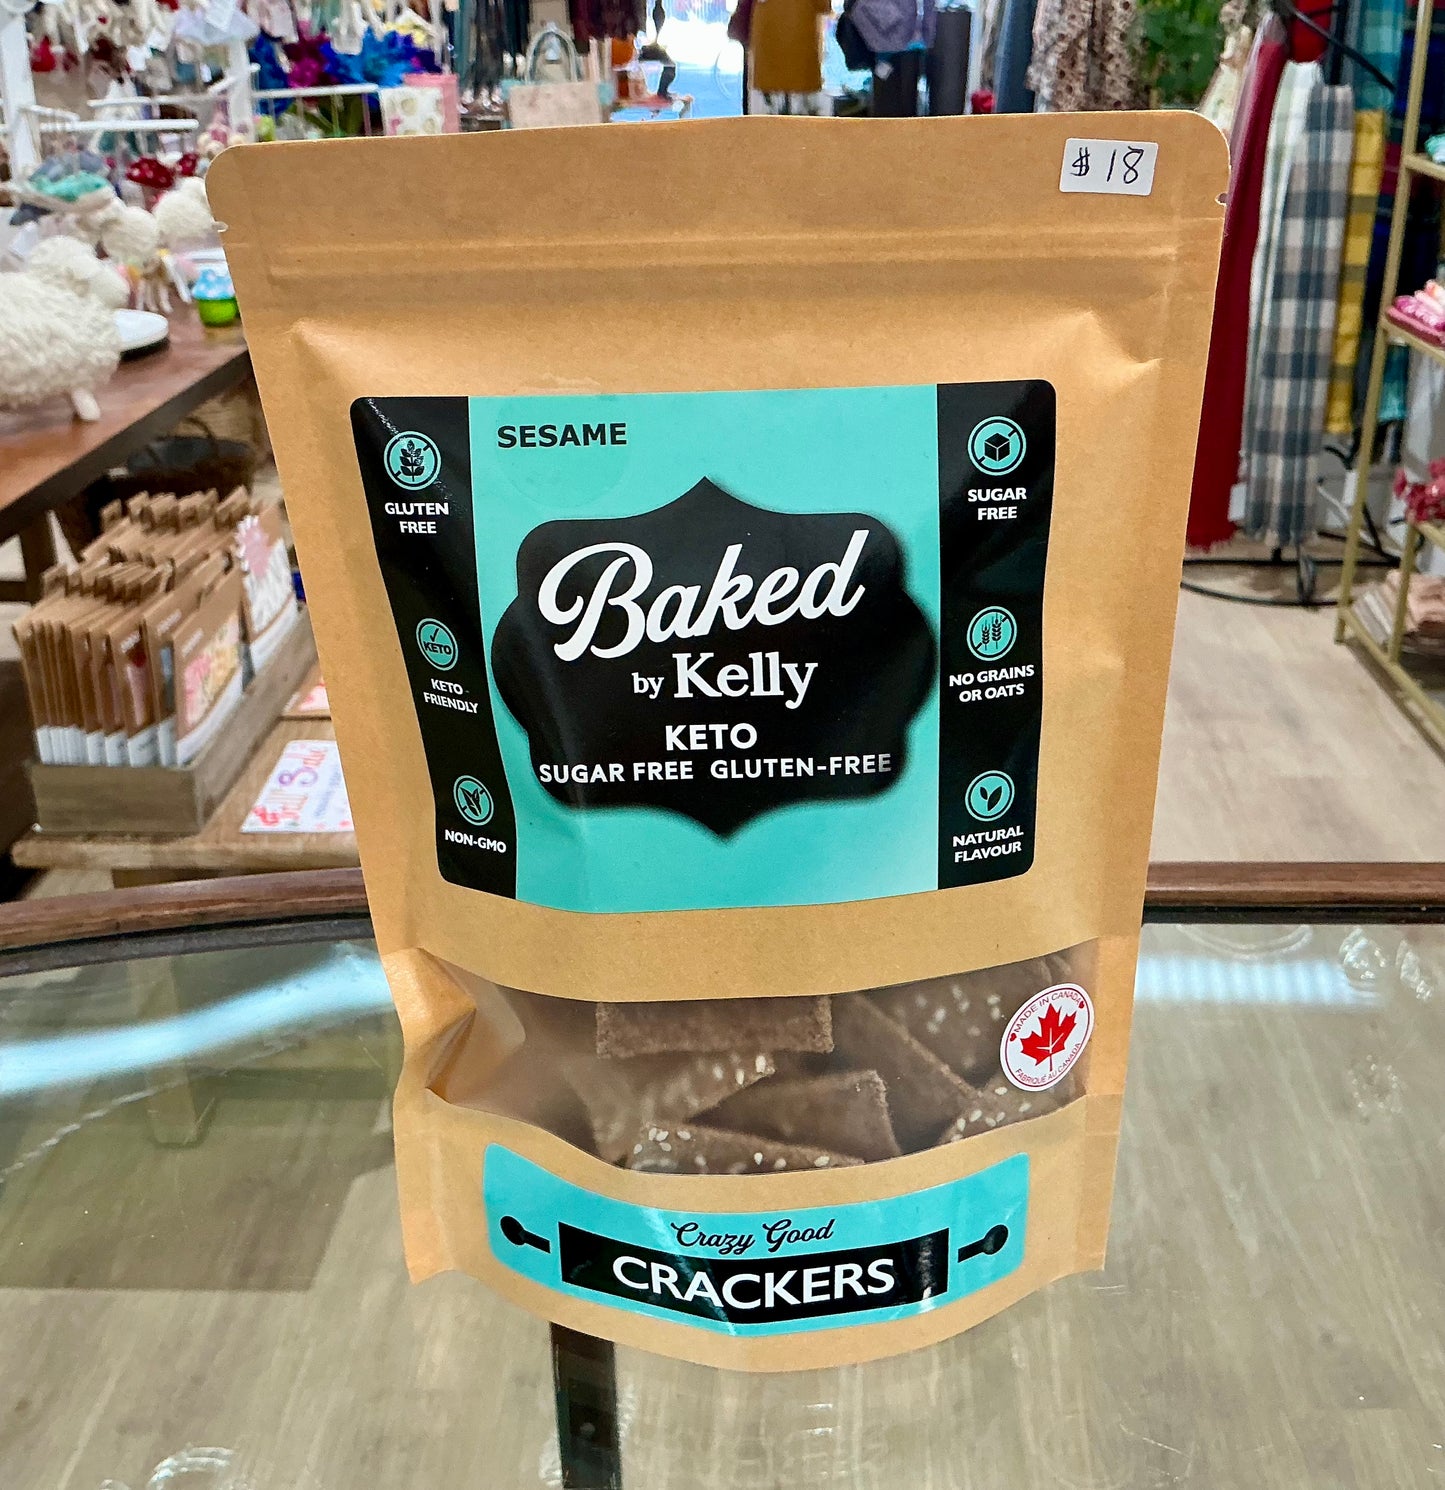 $18
SESAME
GLUTEN
FREE
KETO
KETO
FRIENDLY
NON-GMO
Baked
by Kelly
KETO
SUGAR FREE GLUTEN-FREE
SUGAR
FREE
NO GRAINS
OR OATS
NATURAL
FLAVOUR
MADE IN CANADA
FABRIQUÉ AU CANADA
Crazy Good
CRACKERS